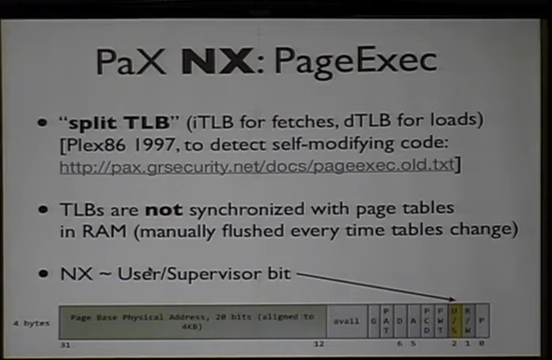 PaX NX: PageExec
• "split TLB" (iTLB for fetches, dTLB for loads)
[Plex86 1997, to detect self-modifying code:
http://pax.grsecurity.net/docs/pageexec.old.txt]
• TLBs are not synchronized with page tables
in RAM (manually flushed every time tables change)
• NX ~ User/Supervisor bit
4 bytes
Page Base Physical Address, 20 bits (aligned to
4KB)
avail
G
PAT
D
A
PCD
PWT
U/S
R/W
P
31 12 6 5 2 1 0